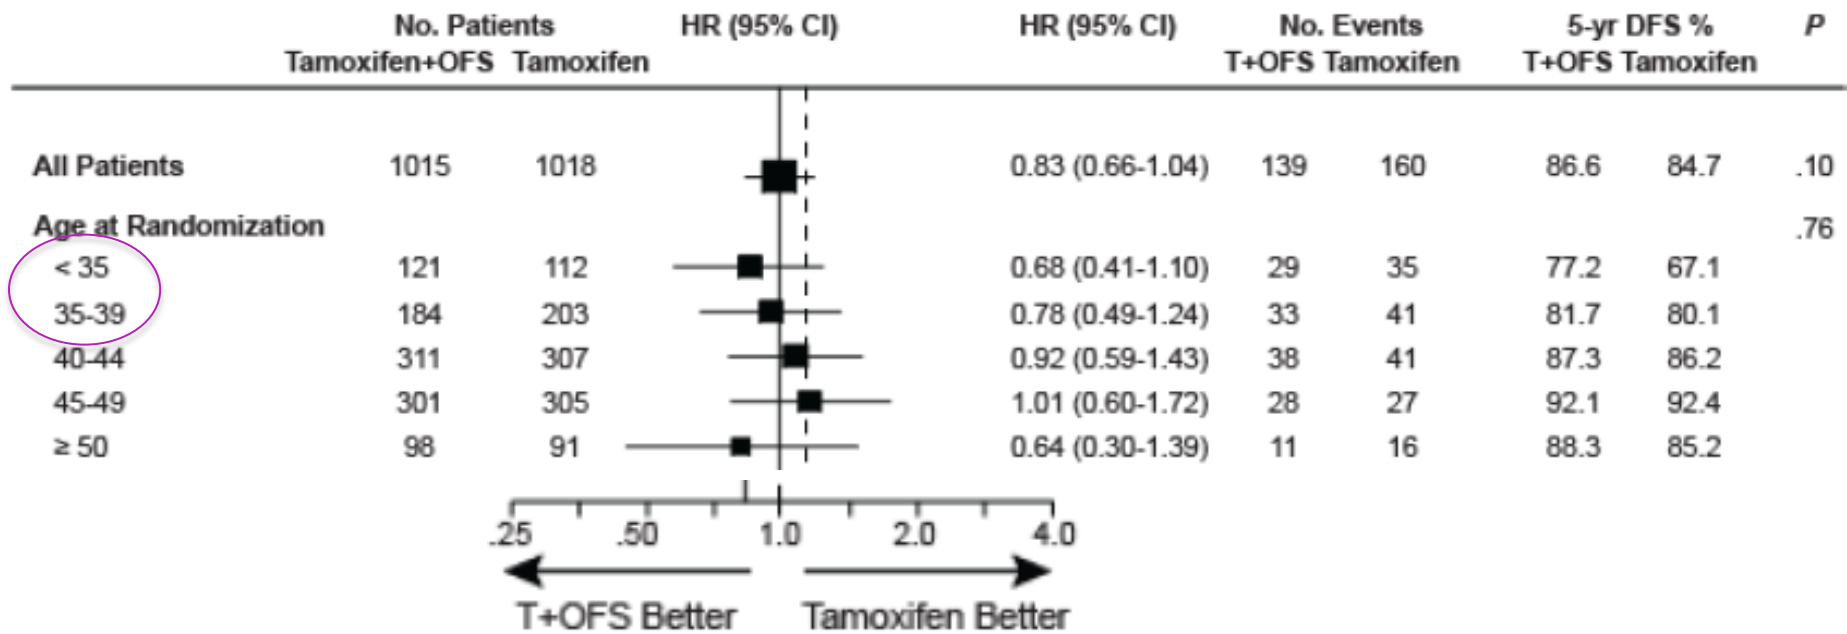 No. Patients HR (95% CI) HR (95% CI) No. Events 5-yr DFS % P
Tamoxifen+OFS Tamoxifen T+OFS Tamoxifen T+OFS Tamoxifen
All Patients 1015 1018 0.83 (0.66-1.04) 139 160 86.6 84.7 .10
Age at Randomization .76
< 35 121 112 0.68 (0.41-1.10) 29 35 77.2 67.1
35-39 184 203 0.78 (0.49-1.24) 33 41 81.7 80.1
40-44 311 307 0.92 (0.59-1.43) 38 41 87.3 86.2
45-49 301 305 1.01 (0.60-1.72) 28 27 92.1 92.4
≥ 50 98 91 0.64 (0.30-1.39) 11 16 88.3 85.2
.25 .50 1.0 2.0 4.0
T+OFS Better Tamoxifen Better